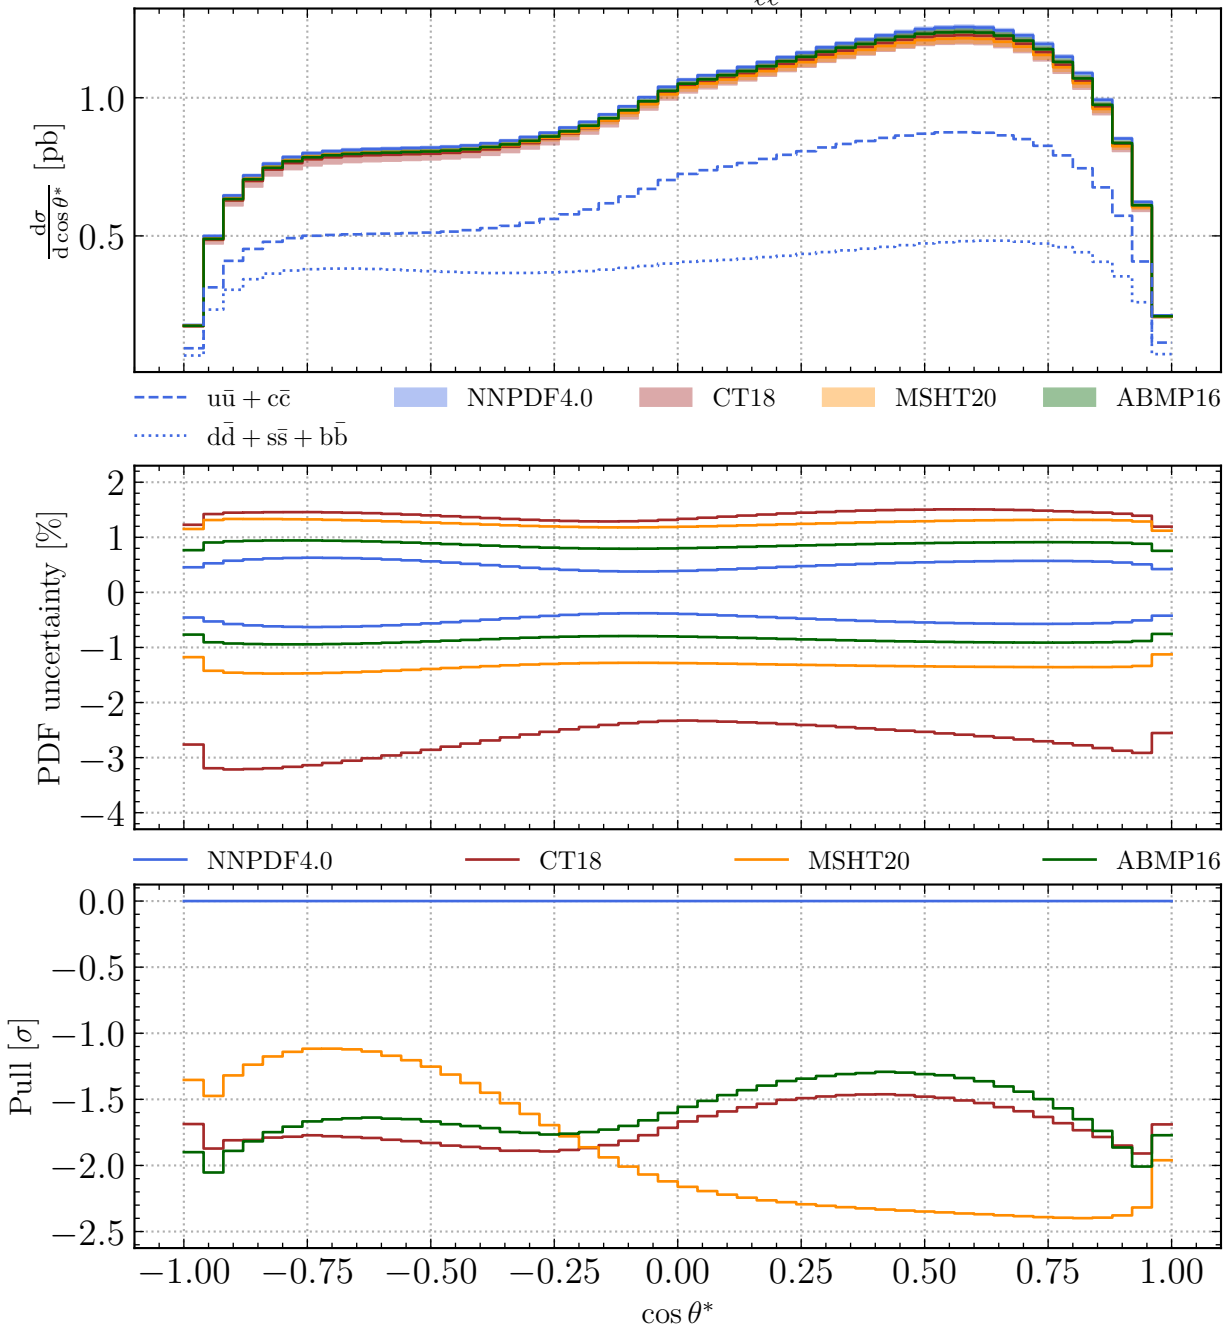 ℓℓ
1.0
0.5
dσ/d cos θ* [pb]
uū + cc̄ NNPDF4.0 CT18 MSHT20 ABMP16
dd̄ + ss̄ + bb̄
2
1
0
−1
−2
−3
−4
PDF uncertainty [%]
NNPDF4.0 CT18 MSHT20 ABMP16
0.0
−0.5
−1.0
−1.5
−2.0
−2.5
Pull [σ]
−1.00 −0.75 −0.50 −0.25 0.00 0.25 0.50 0.75 1.00
cos θ*